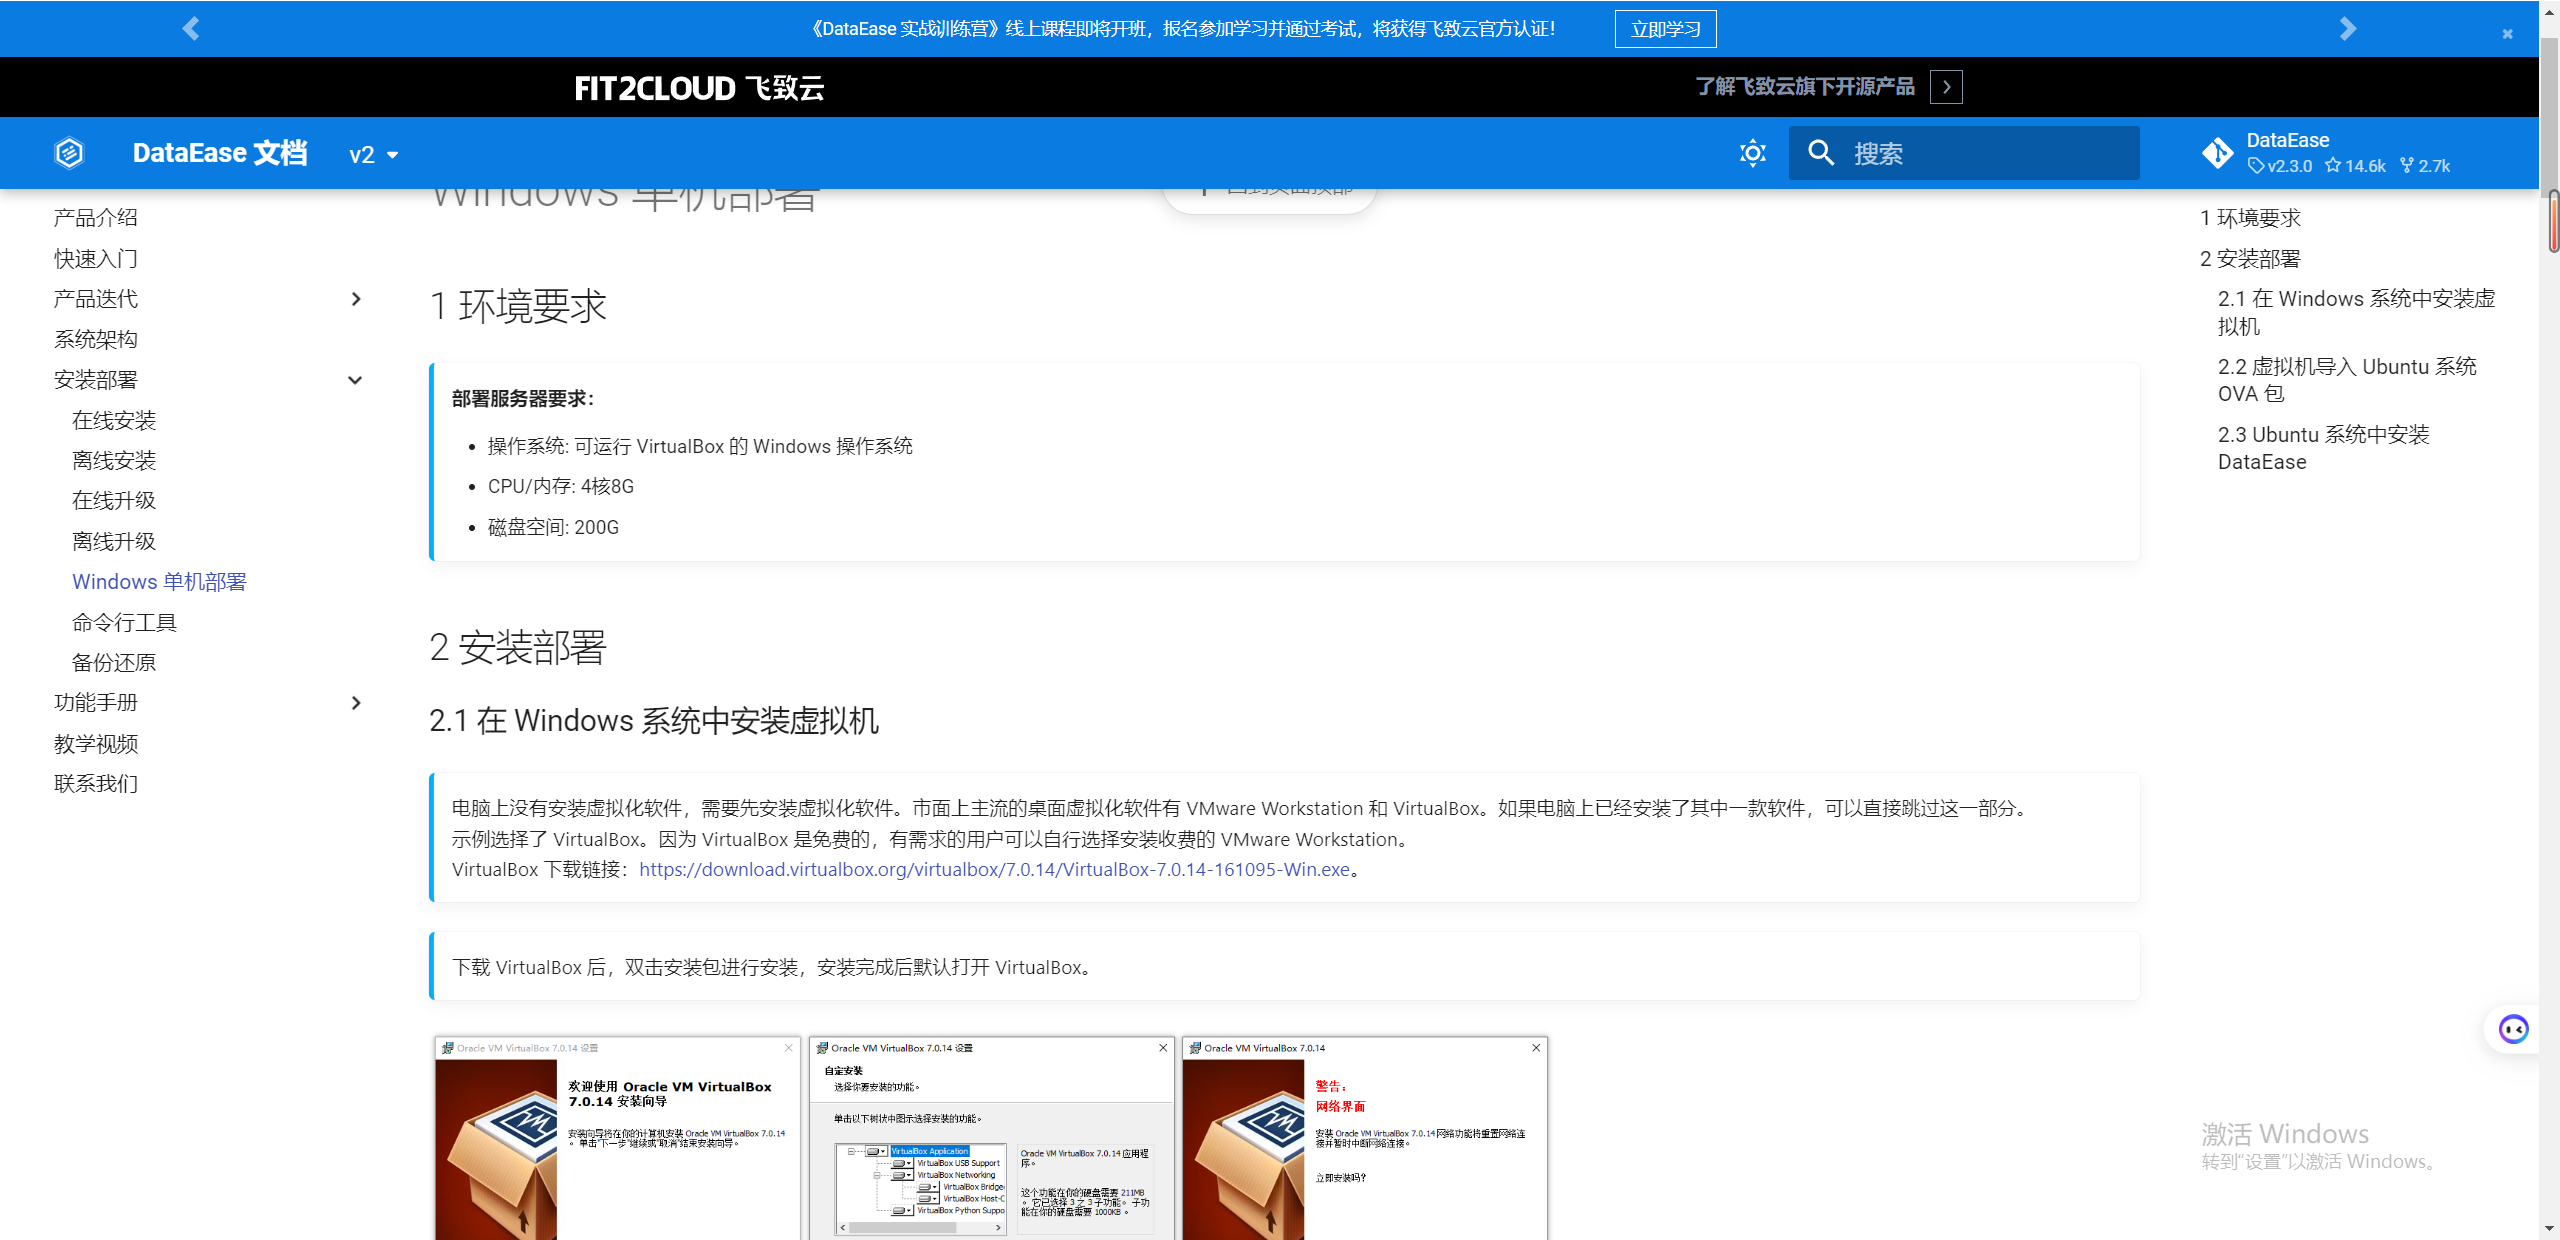 《DataEase 实战训练营》线上课程即将开班，报名参加学习并通过考试，将获得飞致云官方认证！
立即学习
FIT2CLOUD 飞致云
了解飞致云旗下开源产品
DataEase 文档
v2
搜索
DataEase
v2.3.0 14.6k 2.7k
Windows 单机部署
回到页面顶部
产品介绍
快速入门
产品迭代
系统架构
安装部署
在线安装
离线安装
在线升级
离线升级
Windows 单机部署
命令行工具
备份还原
功能手册
教学视频
联系我们
1 环境要求
部署服务器要求：
操作系统: 可运行 VirtualBox 的 Windows 操作系统
CPU/内存: 4核8G
磁盘空间: 200G
2 安装部署
2.1 在 Windows 系统中安装虚拟机
电脑上没有安装虚拟化软件，需要先安装虚拟化软件。市面上主流的桌面虚拟化软件有 VMware Workstation 和 VirtualBox。如果电脑上已经安装了其中一款软件，可以直接跳过这一部分。
示例选择了 VirtualBox。因为 VirtualBox 是免费的，有需求的用户可以自行选择安装收费的 VMware Workstation。
VirtualBox 下载链接：https://download.virtualbox.org/virtualbox/7.0.14/VirtualBox-7.0.14-161095-Win.exe。
下载 VirtualBox 后，双击安装包进行安装，安装完成后默认打开 VirtualBox。
Oracle VM VirtualBox 7.0.14 设置
欢迎使用 Oracle VM VirtualBox
7.0.14 安装向导
安装向导将在你的计算机安装 Oracle VM VirtualBox 7.0.14
。单击"下一步"继续或"取消"结束安装向导。
Oracle VM VirtualBox 7.0.14 设置
自定安装
选择你要安装的功能。
单击以下树状中图示选择安装的功能。
VirtualBox Application
VirtualBox USB Support
VirtualBox Networking
VirtualBox Bridge
VirtualBox Host-C
VirtualBox Python Suppo
Oracle VM VirtualBox 7.0.14 应用程
序。
这个功能在你的硬盘需要 211MB
。它已选择 3 之 3 子功能。子功
能在你的硬盘需要 1000KB 。
Oracle VM VirtualBox 7.0.14
警告：
网络界面
安装 Oracle VM VirtualBox 7.0.14 网络功能将重置网络连
接并暂时中断网络连接。
立即安装吗?
1 环境要求
2 安装部署
2.1 在 Windows 系统中安装虚
拟机
2.2 虚拟机导入 Ubuntu 系统
OVA 包
2.3 Ubuntu 系统中安装
DataEase
激活 Windows
转到"设置"以激活 Windows。